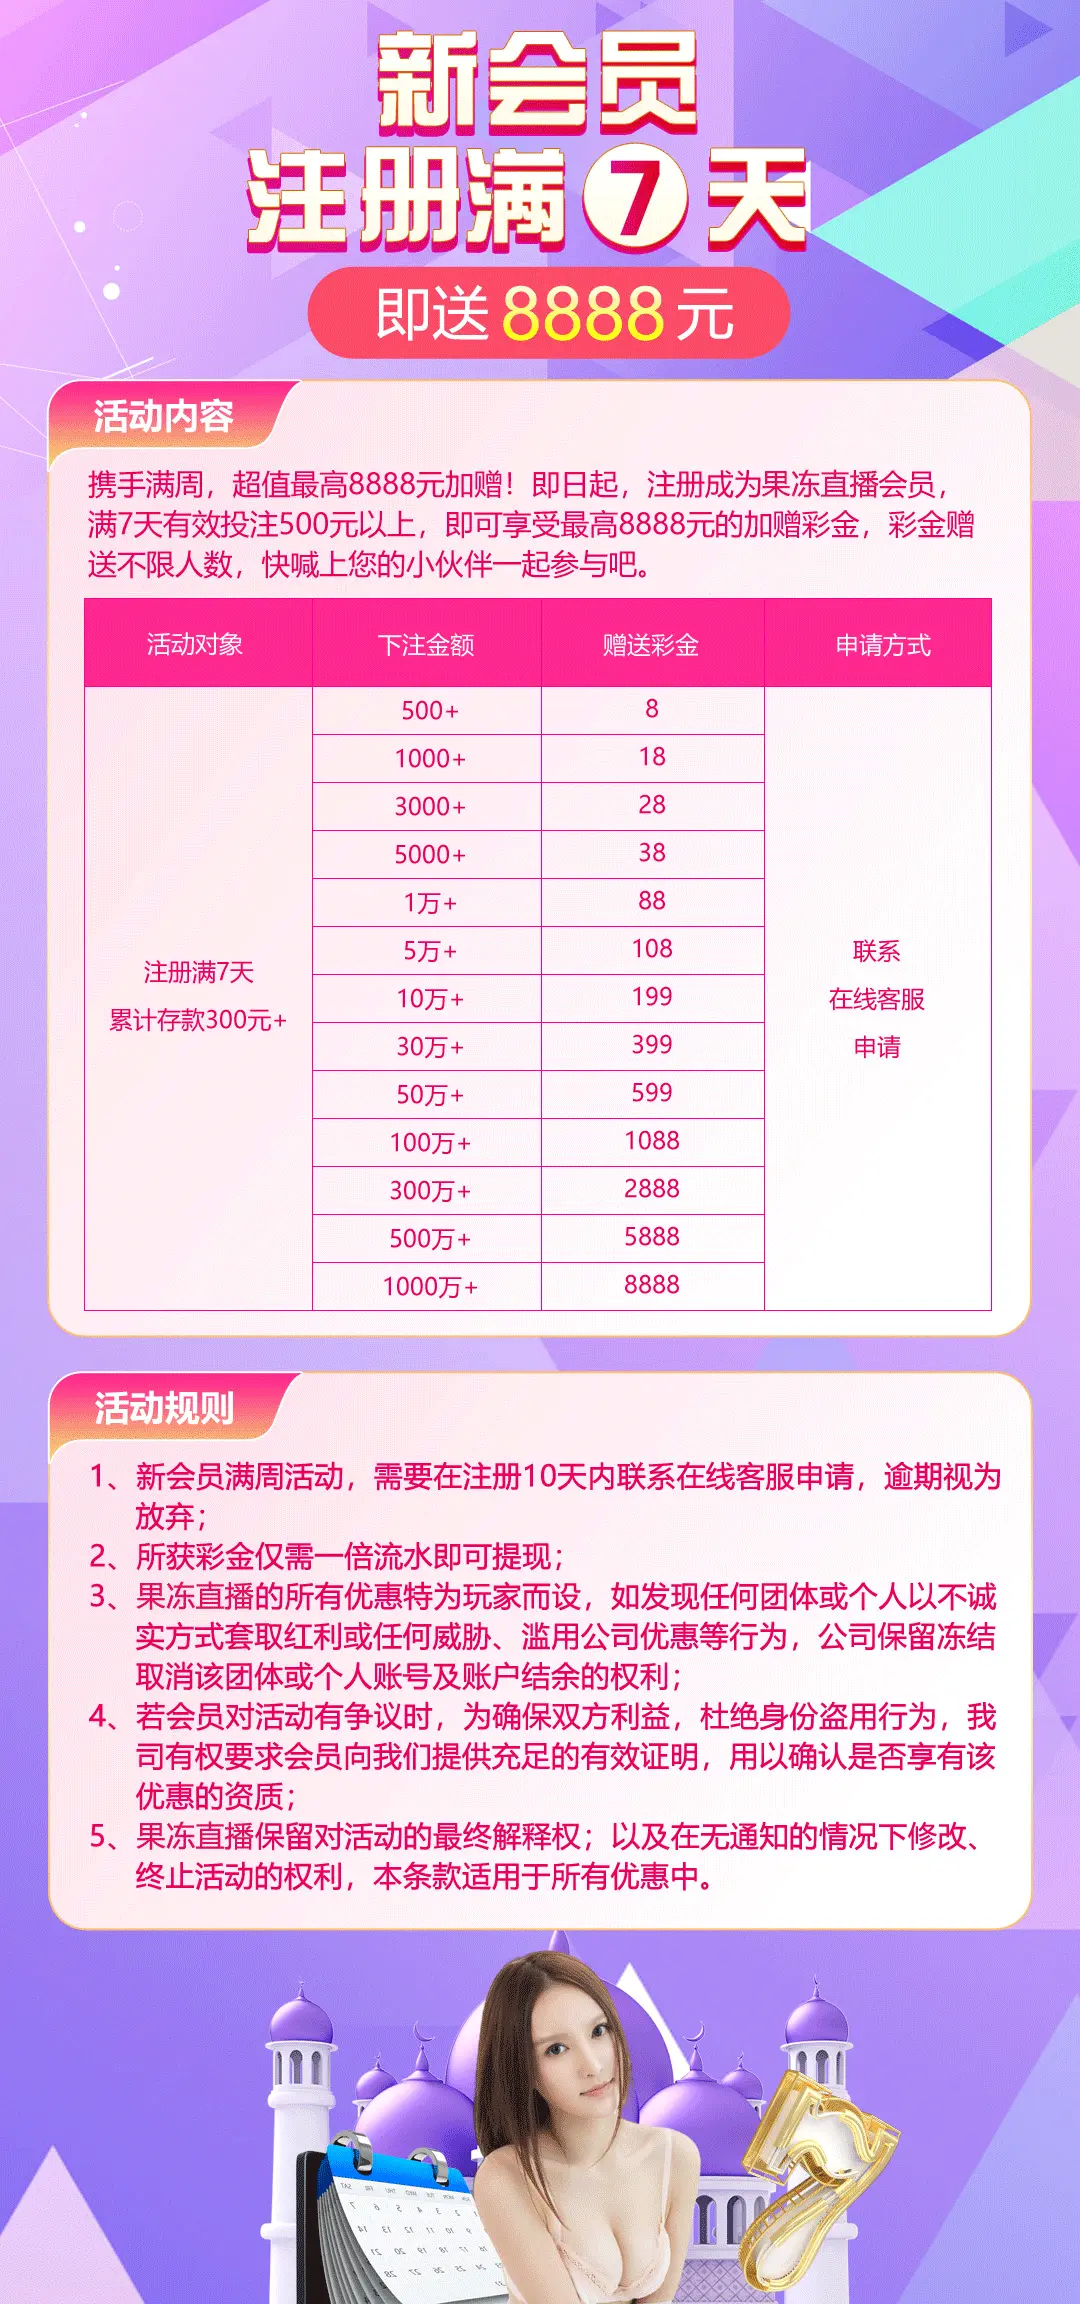 新会员
注册满7天
即送8888元
活动内容
携手满周，超值最高8888元加赠！即日起，注册成为果冻直播会员，
满7天有效投注500元以上，即可享受最高8888元的加赠彩金，彩金赠
送不限人数，快喊上您的小伙伴一起参与吧。
活动对象 下注金额 赠送彩金 申请方式
500+ 8
1000+ 18
3000+ 28
5000+ 38
1万+ 88
5万+ 108
注册满7天
累计存款300元+
10万+ 199
30万+ 399
50万+ 599
100万+ 1088
300万+ 2888
500万+ 5888
1000万+ 8888
联系
在线客服
申请
活动规则
1、新会员满周活动，需要在注册10天内联系在线客服申请，逾期视为
放弃；
2、所获彩金仅需一倍流水即可提现；
3、果冻直播的所有优惠特为玩家而设，如发现任何团体或个人以不诚
实方式套取红利或任何威胁、滥用公司优惠等行为，公司保留冻结
取消该团体或个人账号及账户结余的权利；
4、若会员对活动有争议时，为确保双方利益，杜绝身份盗用行为，我
司有权要求会员向我们提供充足的有效证明，用以确认是否享有该
优惠的资质；
5、果冻直播保留对活动的最终解释权；以及在无通知的情况下修改、
终止活动的权利，本条款适用于所有优惠中。
7